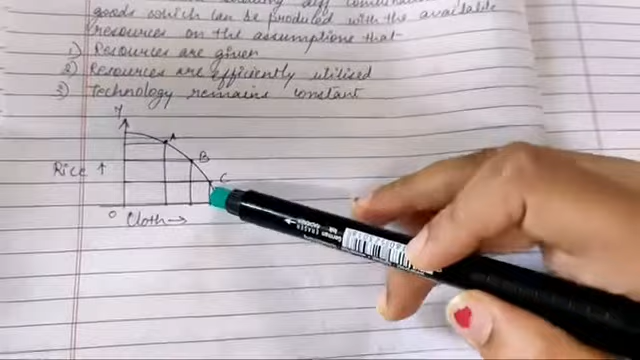 goods which can be produced with the available
resources on the assumptions that-
1) Resources are given
2) Resources are efficiently utilised
3) Technology remains constant
Y
A
B
Rice ↑
C
O
Cloth →